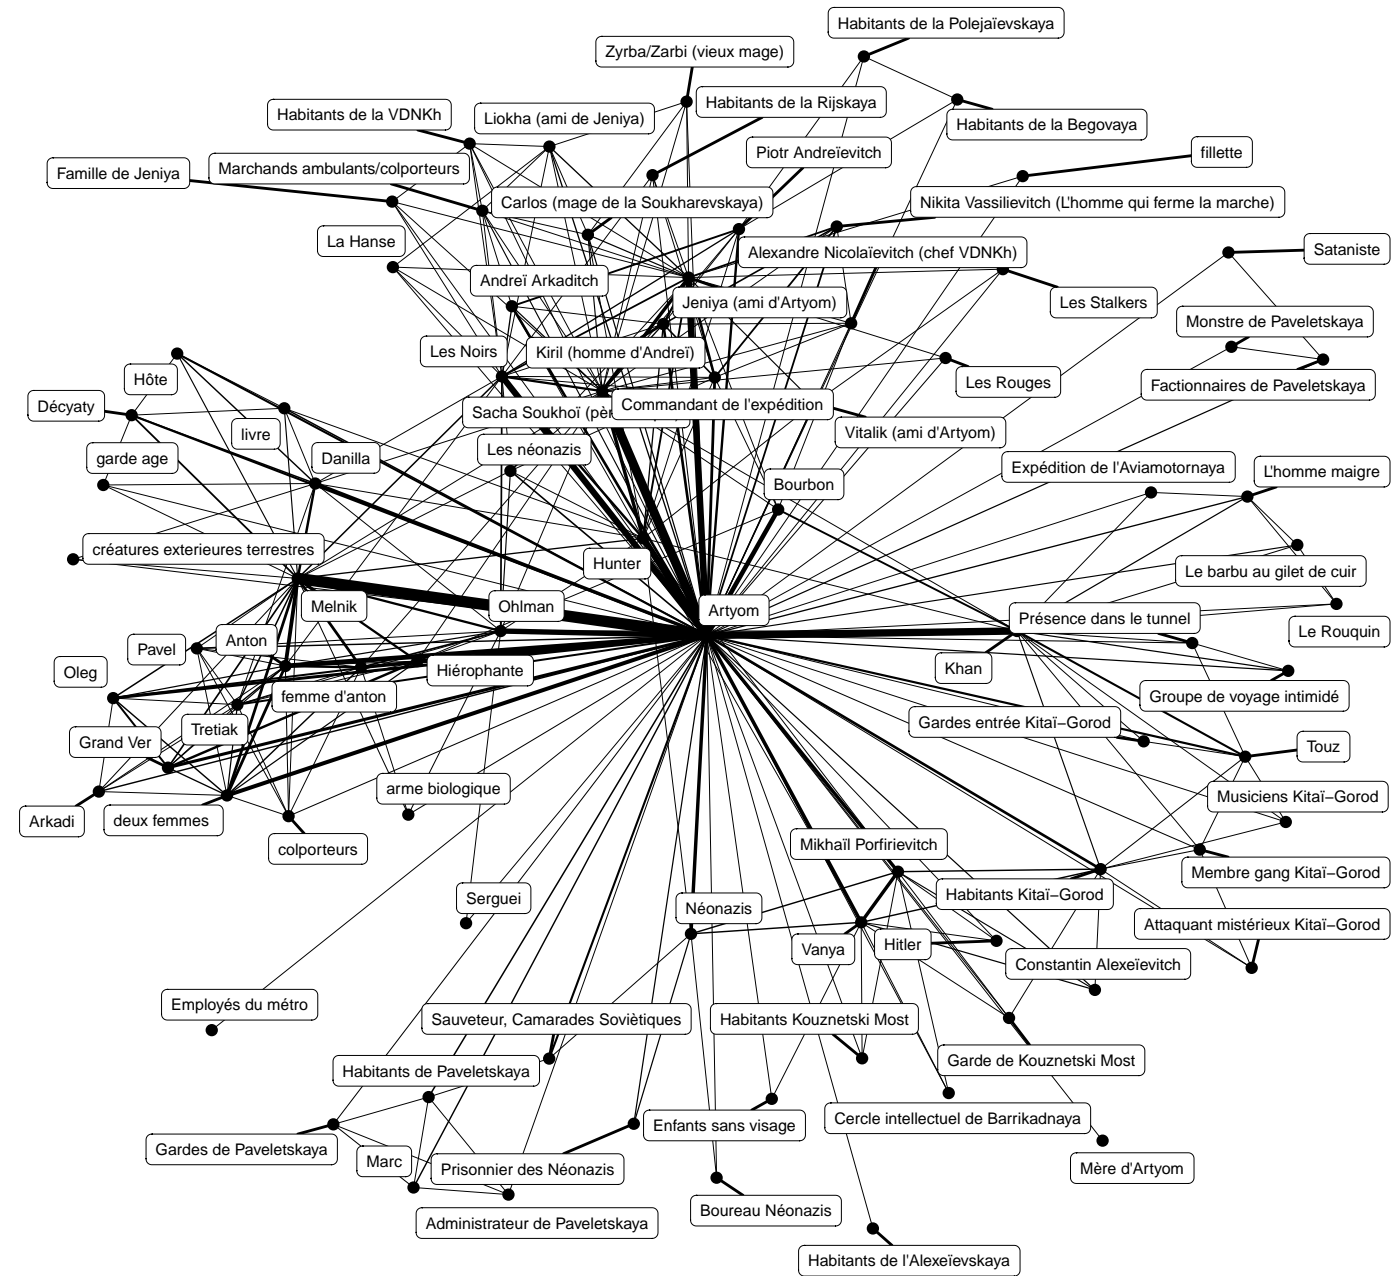 Habitants de la Polejaïevskaya
Zyrba/Zarbi (vieux mage)
Habitants de la Rijskaya
Habitants de la VDNKh
Liokha (ami de Jeniya)
Habitants de la Begovaya
Piotr Andreïevitch
fillette
Famille de Jeniya
Marchands ambulants/colporteurs
Carlos (mage de la Soukharevskaya)
Nikita Vassilievitch (L'homme qui ferme la marche)
La Hanse
Alexandre Nicolaïevitch (chef VDNKh)
Sataniste
Andreï Arkaditch
Jeniya (ami d'Artyom)
Les Stalkers
Monstre de Paveletskaya
Les Noirs
Kiril (homme d'Andreï)
Hôte
Les Rouges
Factionnaires de Paveletskaya
Décyaty
Sacha Soukhoï (pèr
Commandant de l'expédition
livre
Vitalik (ami d'Artyom)
garde age
Danilla
Les néonazis
Expédition de l'Aviamotornaya
L'homme maigre
Bourbon
créatures exterieures terrestres
Hunter
Le barbu au gilet de cuir
Melnik
Ohlman
Artyom
Présence dans le tunnel
Le Rouquin
Pavel
Anton
Oleg
Hiérophante
Khan
femme d'anton
Groupe de voyage intimidé
Tretiak
Gardes entrée Kitaï−Gorod
Grand Ver
Touz
arme biologique
Musiciens Kitaï−Gorod
Arkadi
deux femmes
colporteurs
Mikhaïl Porfirievitch
Membre gang Kitaï−Gorod
Serguei
Néonazis
Habitants Kitaï−Gorod
Attaquant mistérieux Kitaï−Gorod
Vanya
Hitler
Constantin Alexeïevitch
Employés du métro
Sauveteur, Camarades Soviètiques
Habitants Kouznetski Most
Habitants de Paveletskaya
Garde de Kouznetski Most
Enfants sans visage
Cercle intellectuel de Barrikadnaya
Gardes de Paveletskaya
Marc
Prisonnier des Néonazis
Mère d'Artyom
Boureau Néonazis
Administrateur de Paveletskaya
Habitants de l'Alexeïevskaya